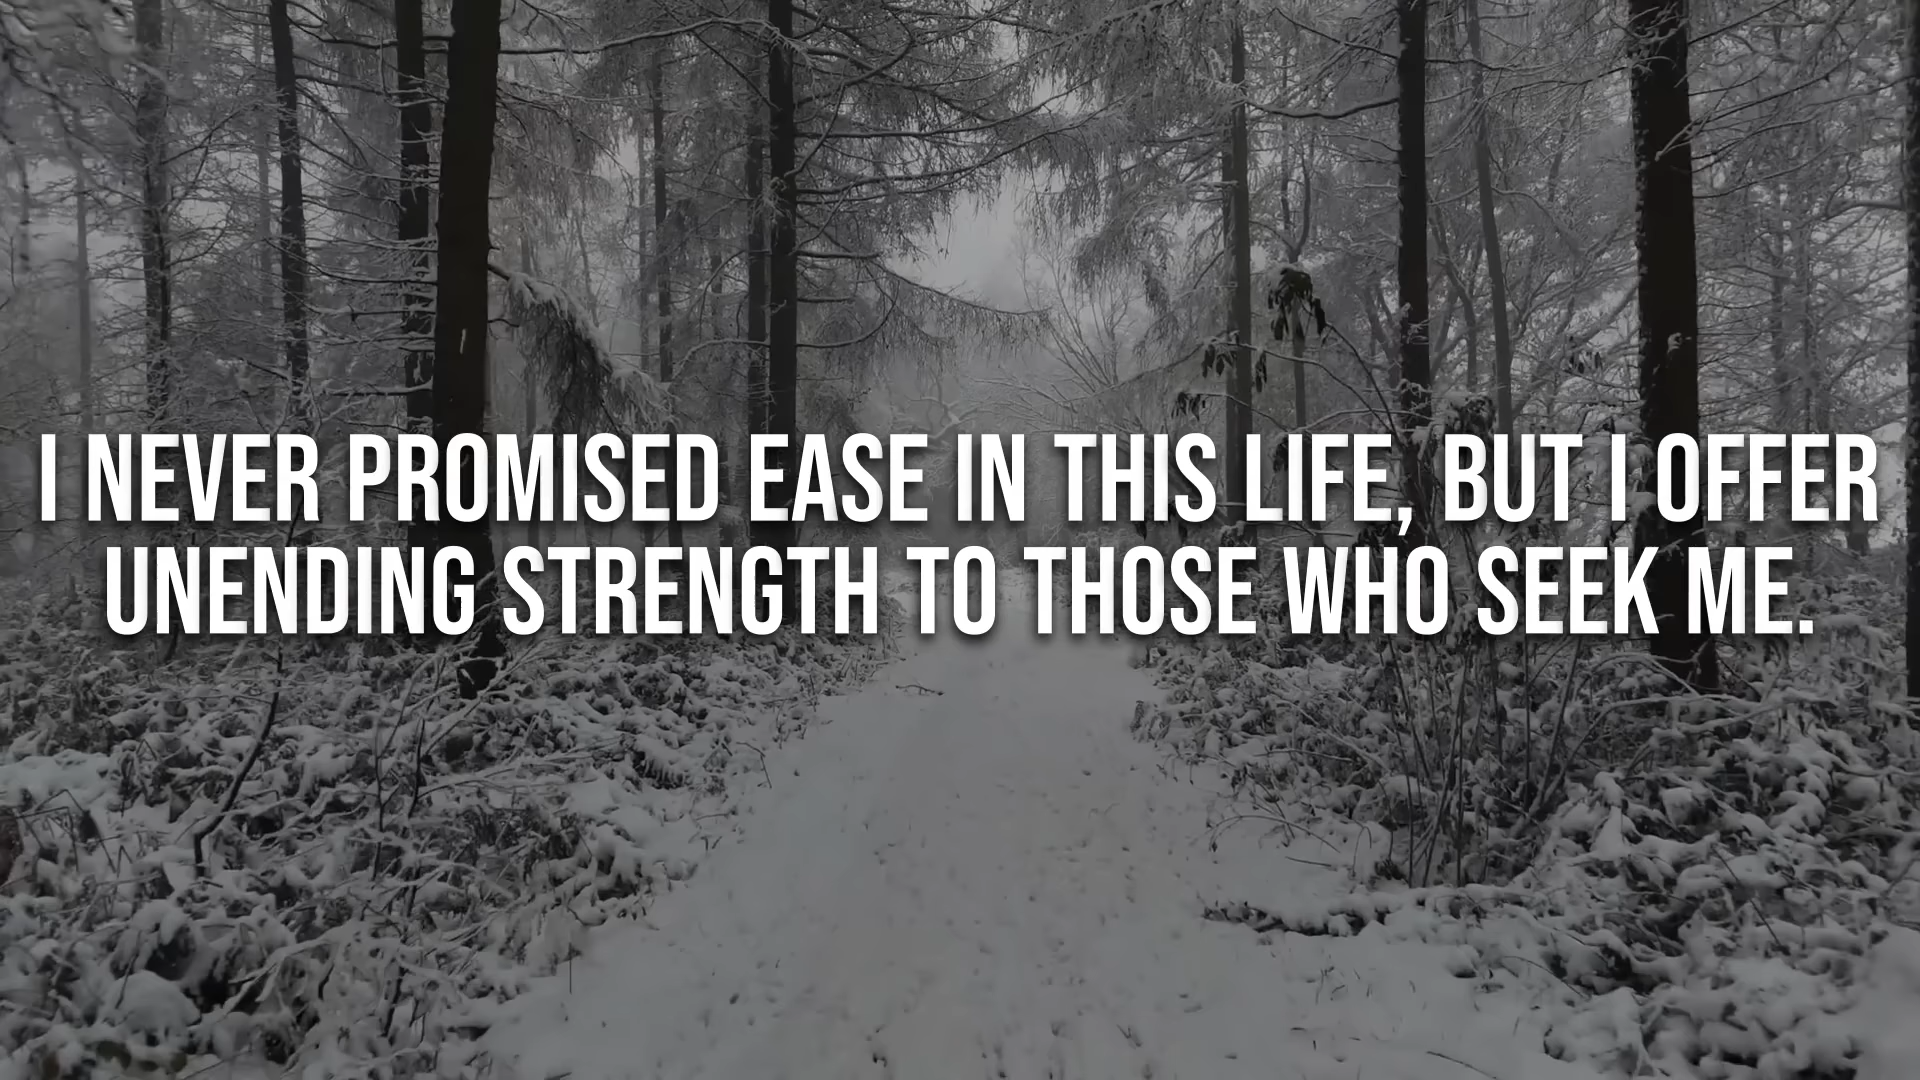 I NEVER PROMISED EASE IN THIS LIFE, BUT I OFFER
UNENDING STRENGTH TO THOSE WHO SEEK ME.